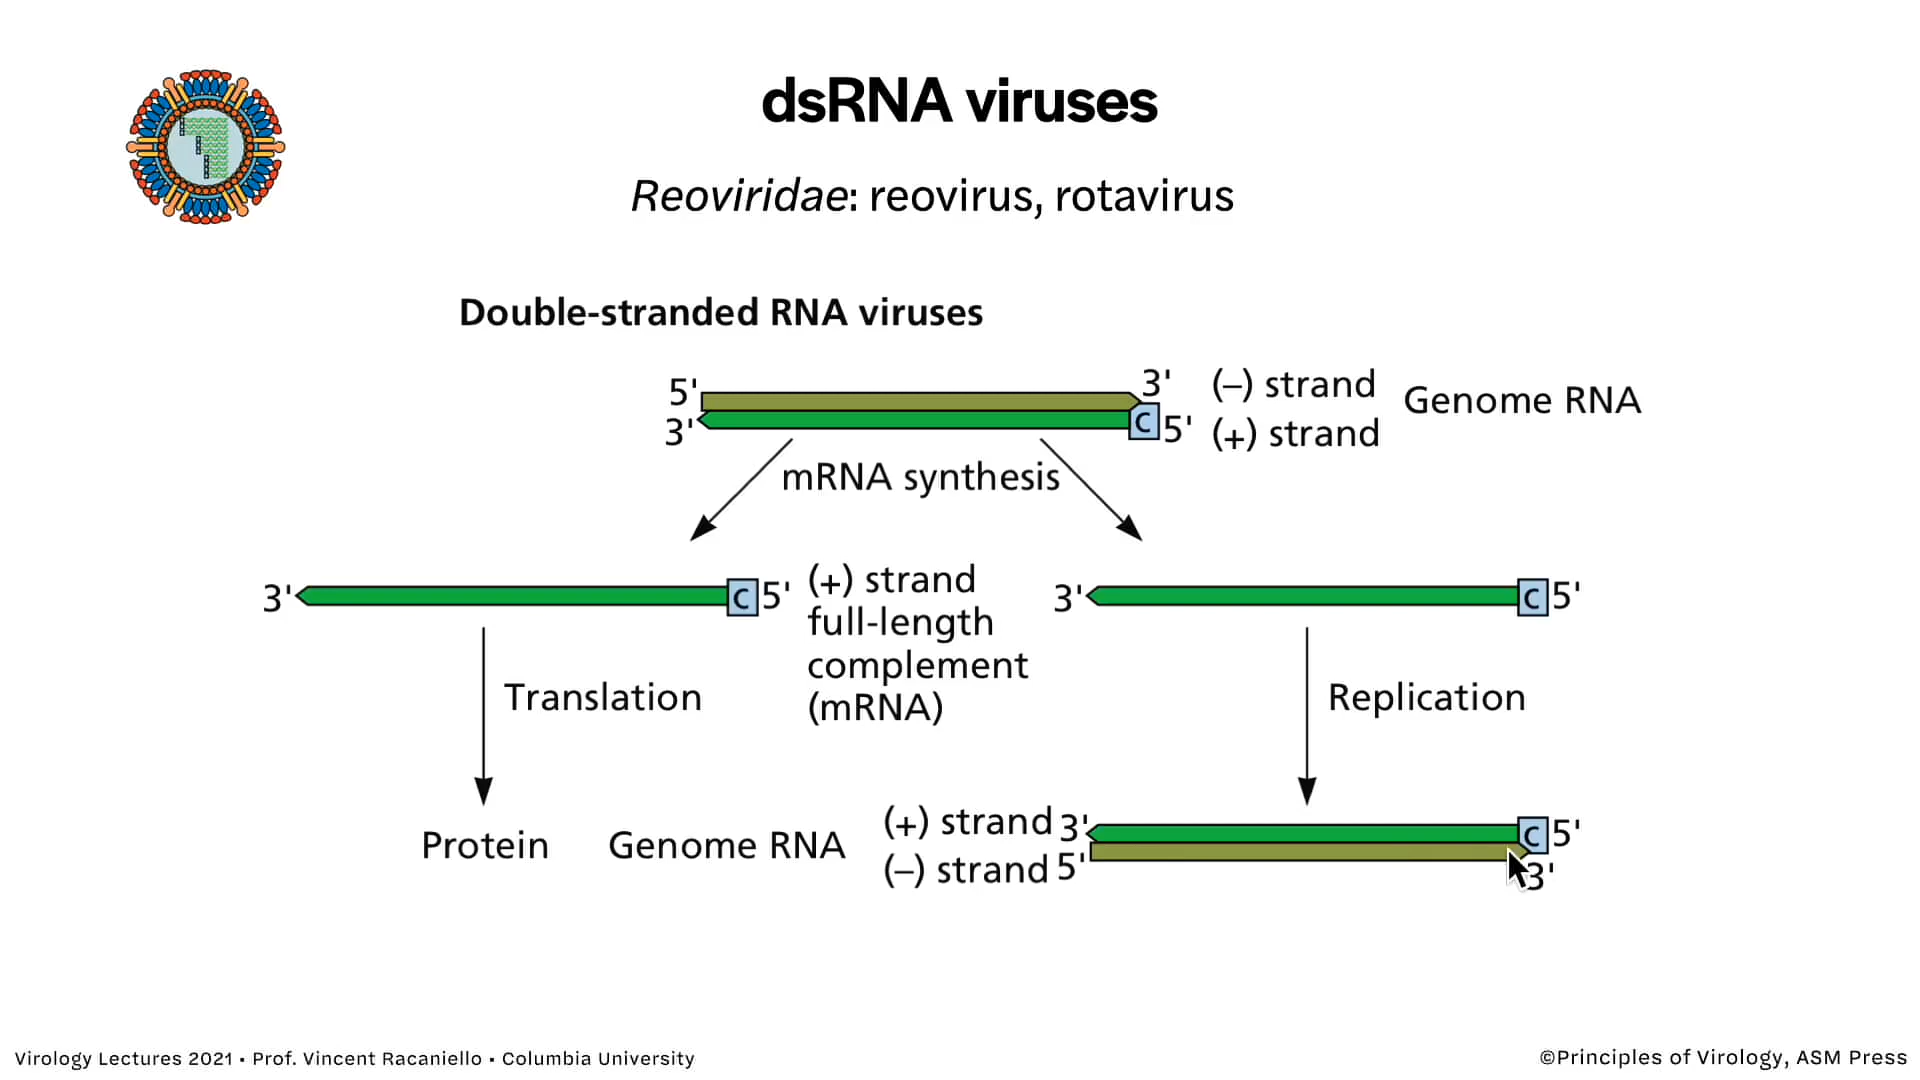 dsRNA viruses
Reoviridae: reovirus, rotavirus
Double-stranded RNA viruses
5' 3' (–) strand
3' C 5' (+) strand
Genome RNA
mRNA synthesis
3' C 5'
(+) strand
full-length
complement
(mRNA)
3' C 5'
Translation
Replication
Protein
Genome RNA
(+) strand 3' C 5'
(–) strand 5' 3'
Virology Lectures 2021 • Prof. Vincent Racaniello • Columbia University
©Principles of Virology, ASM Press